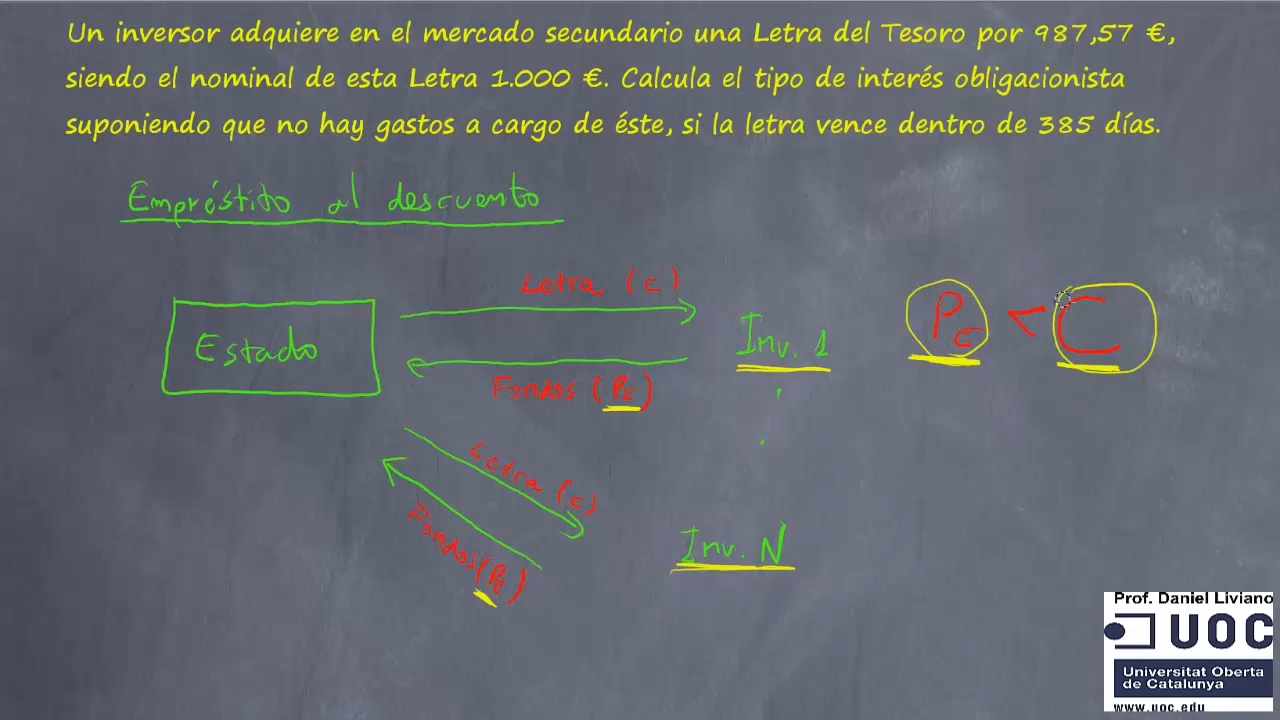 Un inversor adquiere en el mercado secundario una Letra del Tesoro por 987,57 €,
siendo el nominal de esta Letra 1.000 €. Calcula el tipo de interés obligacionista
suponiendo que no hay gastos a cargo de éste, si la letra vence dentro de 385 días.
Empréstito al descuento
Letra (C)
Estado
Inv. 1
PE < C
Fondos (PE)
Letra (C)
Fondos (PE)
Inv. N
Prof. Daniel Liviano
UOC
Universitat Oberta
de Catalunya
www.uoc.edu